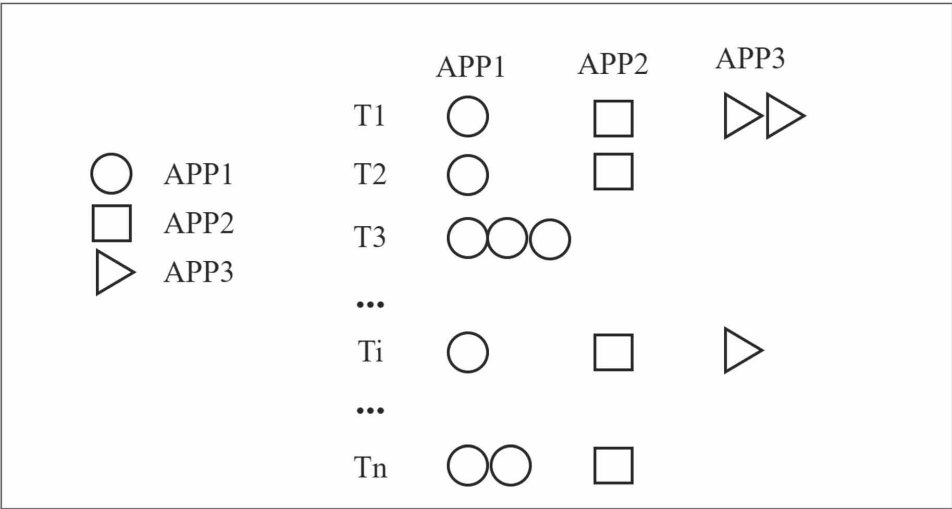 APP1 APP2 APP3
T1
APP1 T2
APP2 T3
APP3
...
Ti
...
Tn